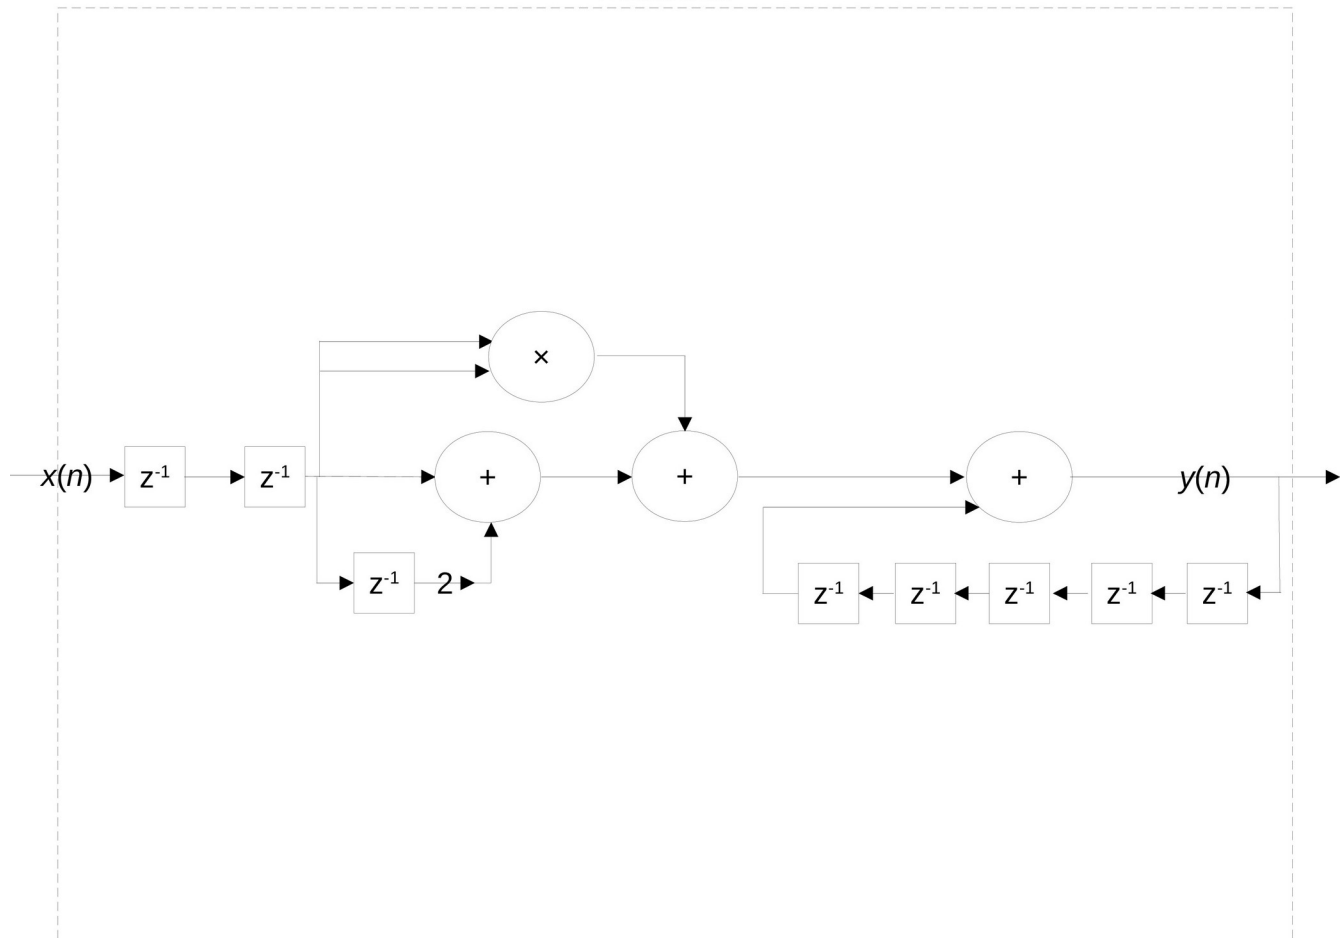 ×
x(n) z⁻¹ z⁻¹ + + + y(n)
z⁻¹ 2 z⁻¹ z⁻¹ z⁻¹ z⁻¹ z⁻¹